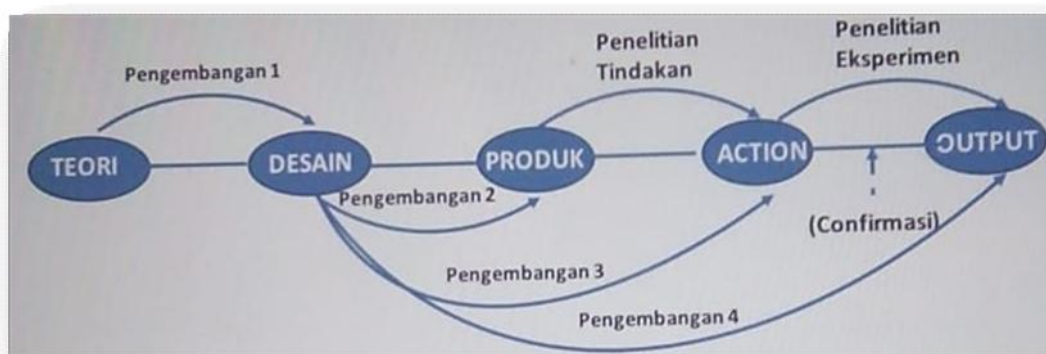 Penelitian
Tindakan
Penelitian
Eksperimen
Pengembangan 1
TEORI
DESAIN
PRODUK
ACTION
OUTPUT
Pengembangan 2
(Confirmasi)
Pengembangan 3
Pengembangan 4